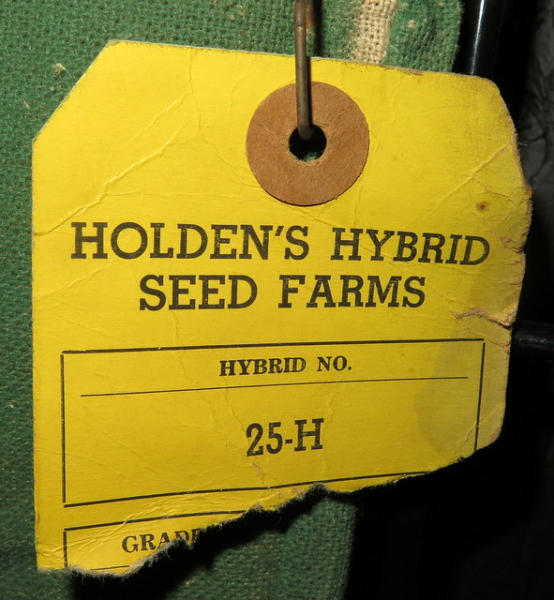 HOLDEN'S HYBRID
SEED FARMS
HYBRID NO.
25-H